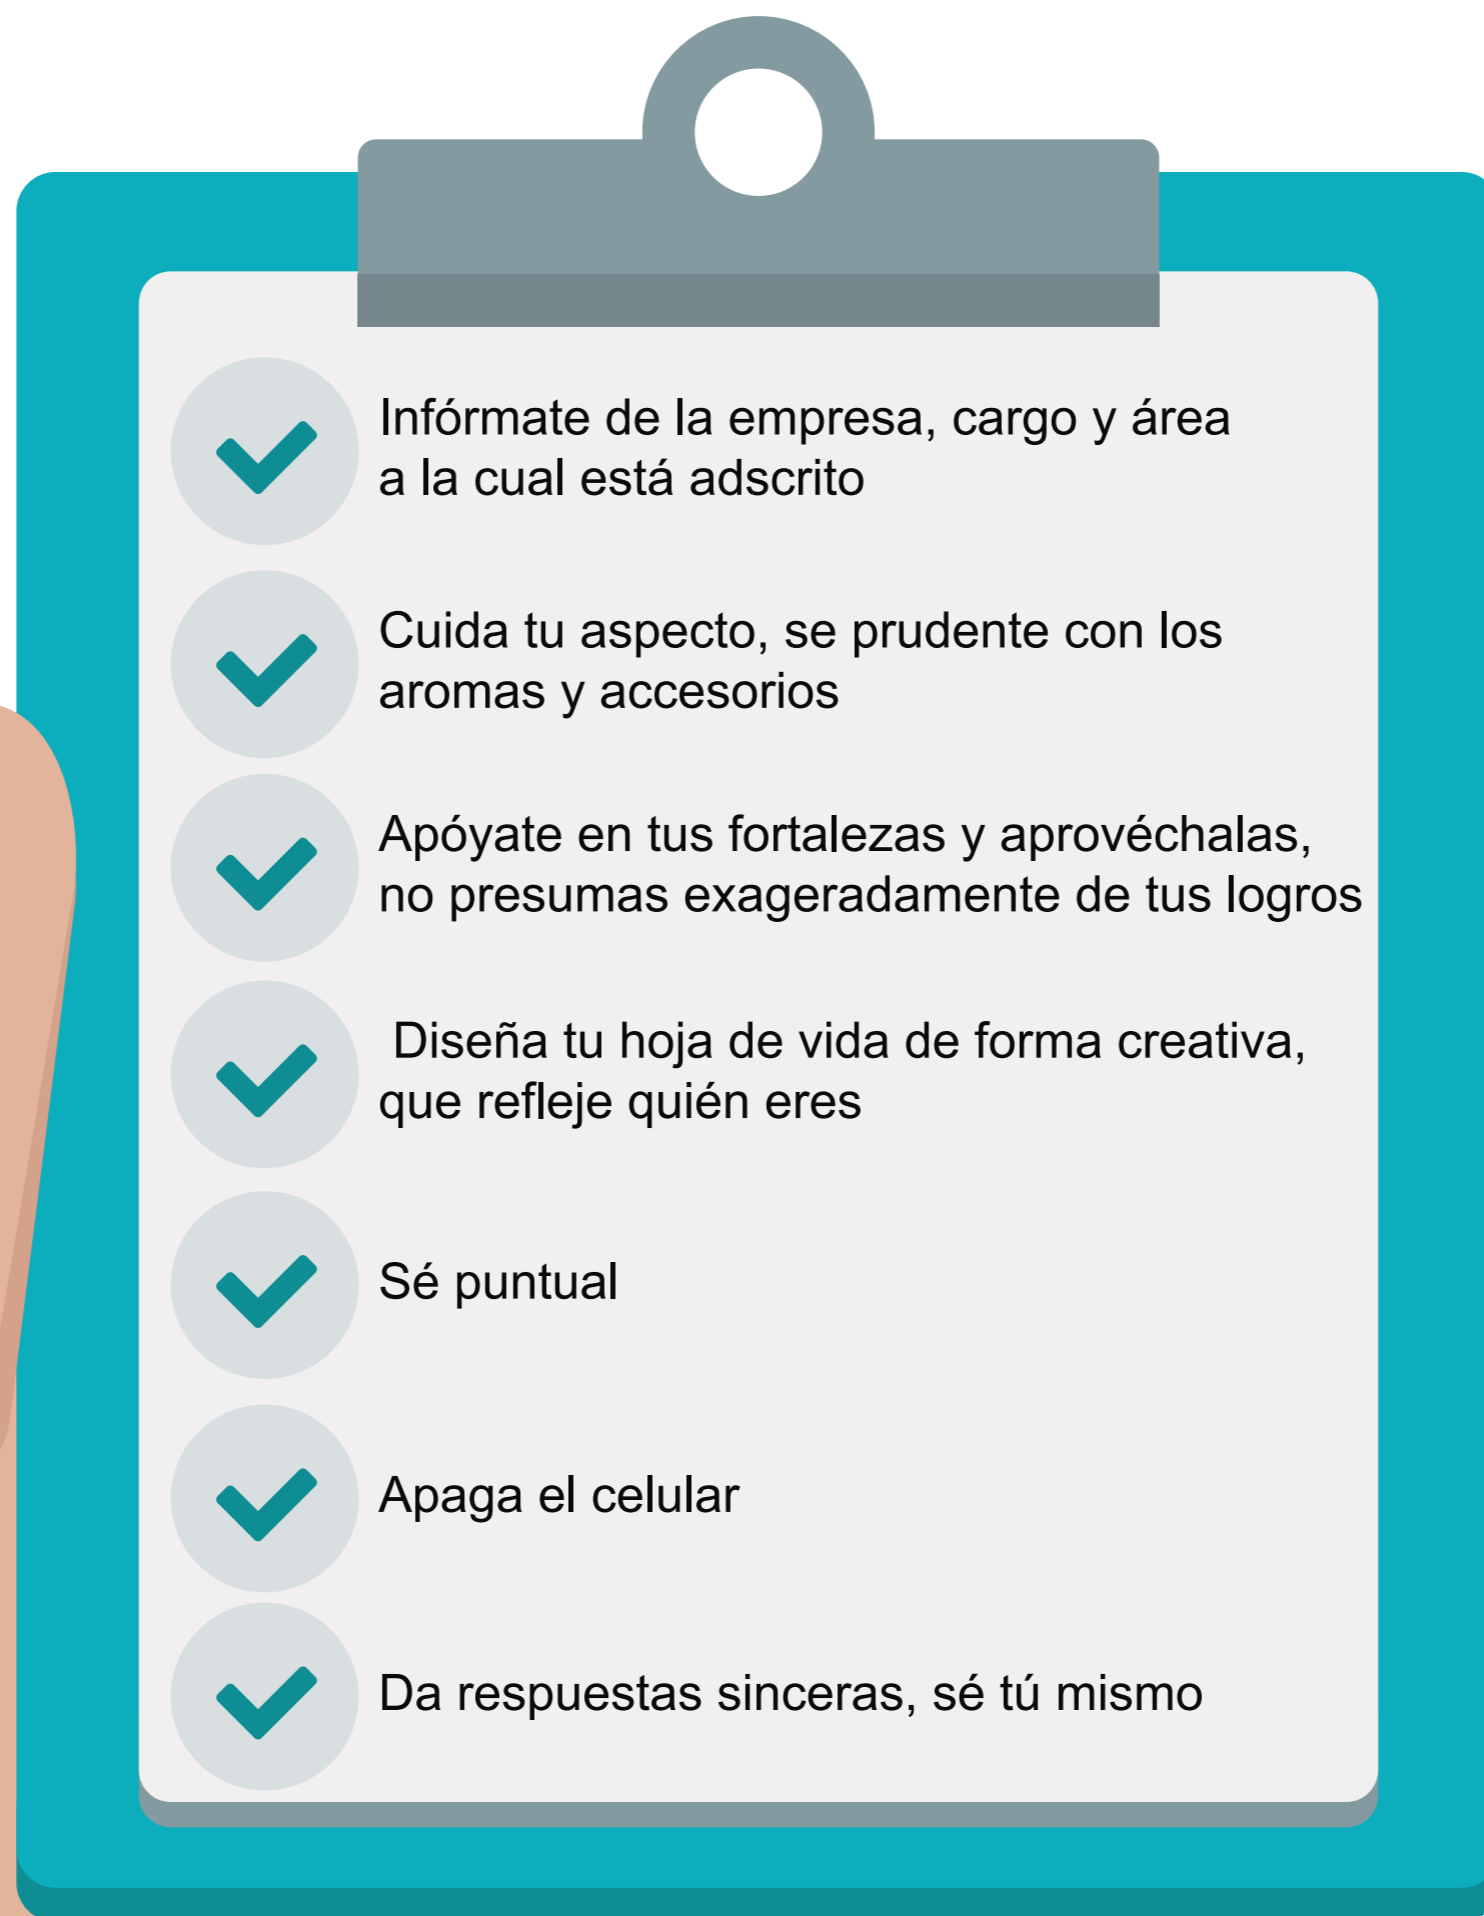 Infórmate de la empresa, cargo y área
a la cual está adscrito
Cuida tu aspecto, se prudente con los
aromas y accesorios
Apóyate en tus fortalezas y aprovéchalas,
no presumas exageradamente de tus logros
Diseña tu hoja de vida de forma creativa,
que refleje quién eres
Sé puntual
Apaga el celular
Da respuestas sinceras, sé tú mismo